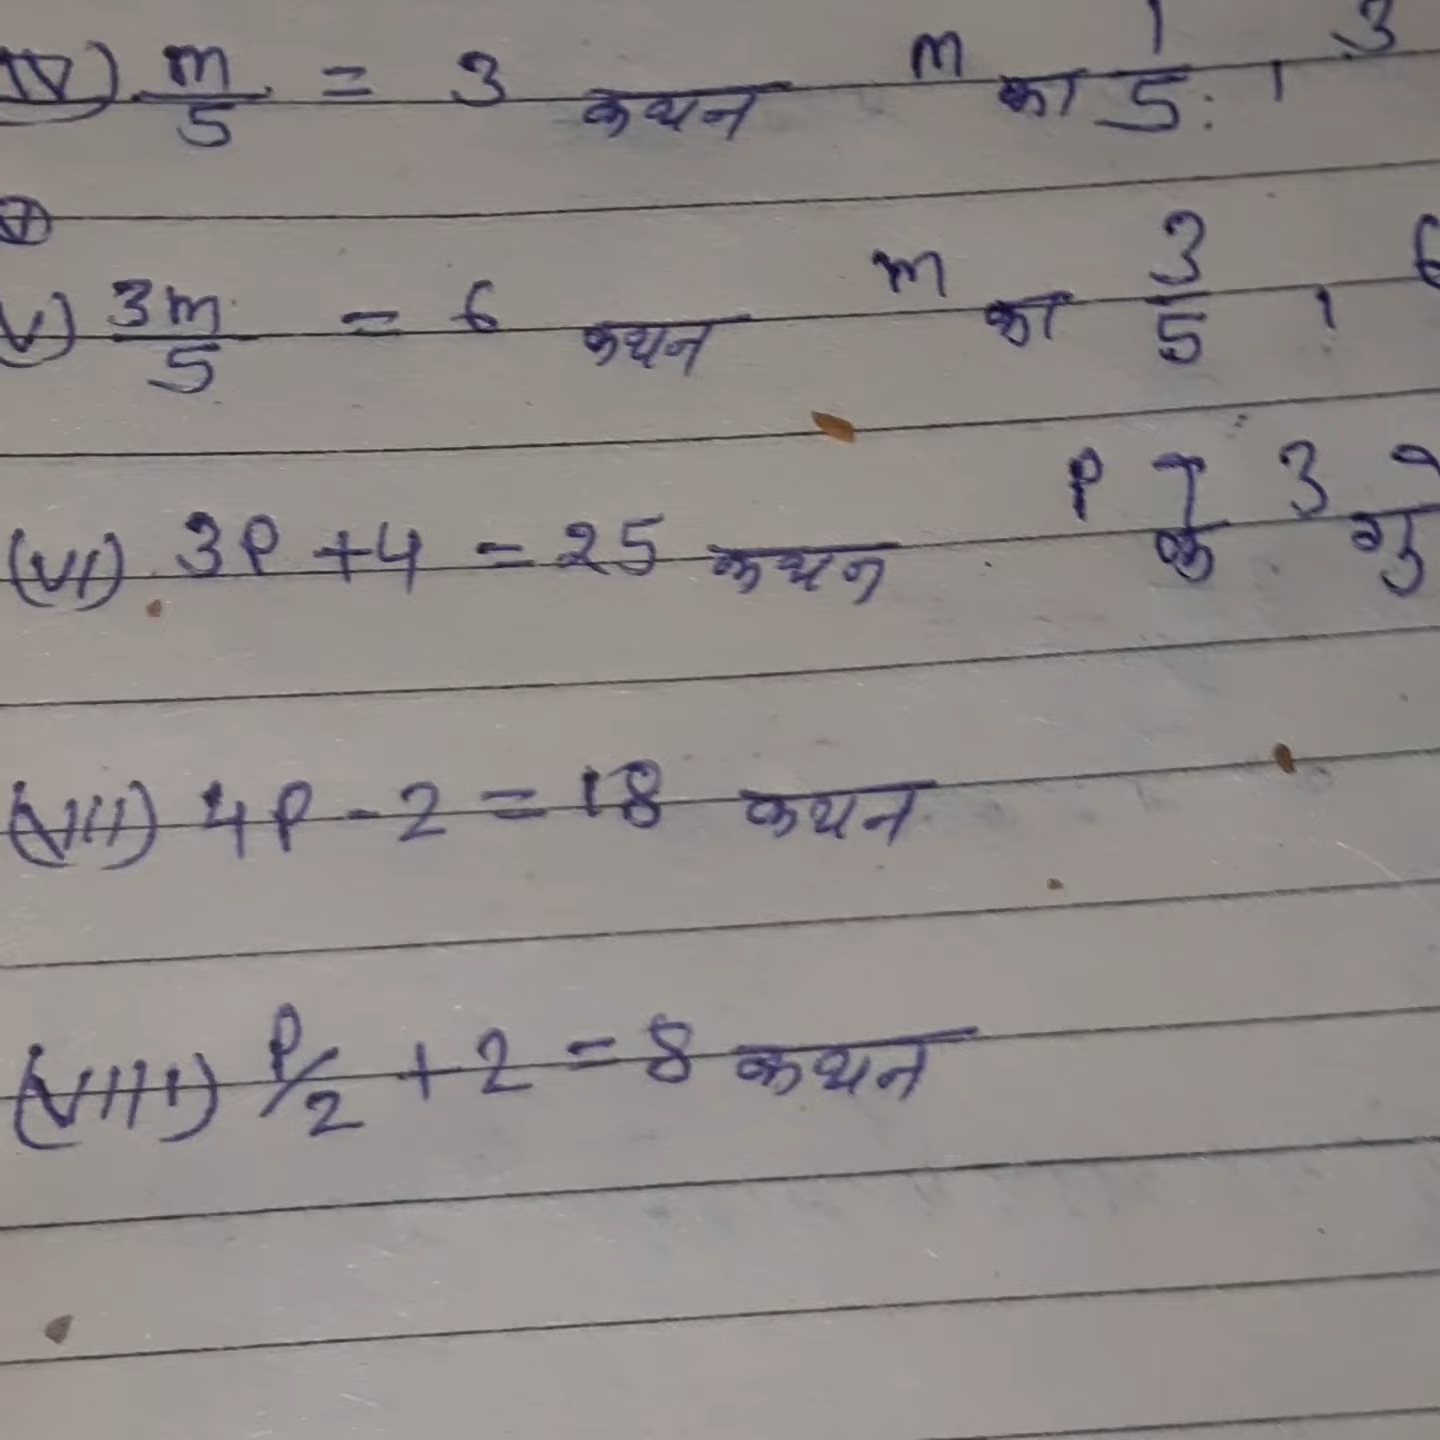 IV) m/5 = 3 कथन m का 1/5. , 3
V) 3m/5 = 6 कथन m का 3/5 , 6
(VI) 3P + 4 = 25 कथन P के 3 गु
(VII) 4P - 2 = 18 कथन
(VIII) P/2 + 2 = 8 कथन